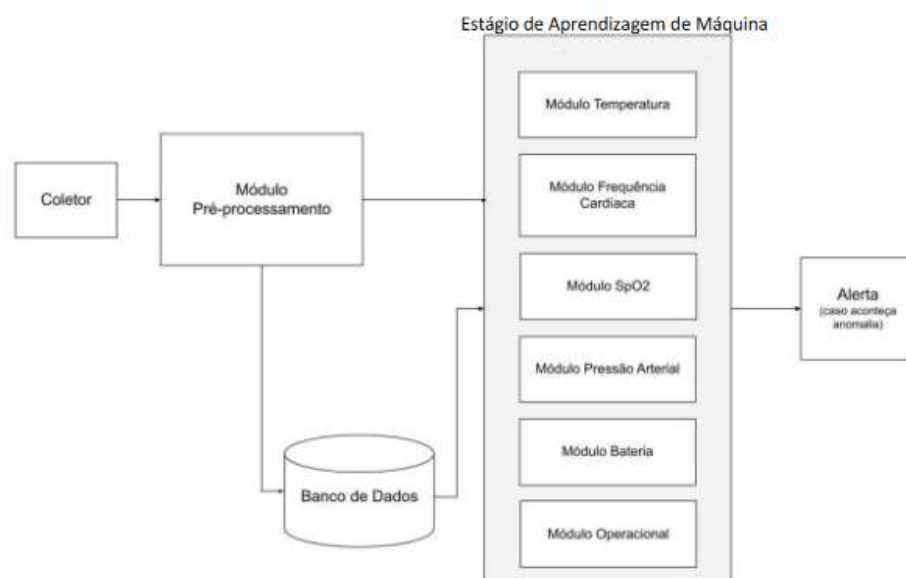 Estágio de Aprendizagem de Máquina
Módulo Temperatura
Módulo Frequência
Cardíaca
Módulo SpO2
Módulo Pressão Arterial
Módulo Bateria
Módulo Operacional
Coletor
Módulo
Pré-processamento
Banco de Dados
Alerta
(caso aconteça
anomalia)